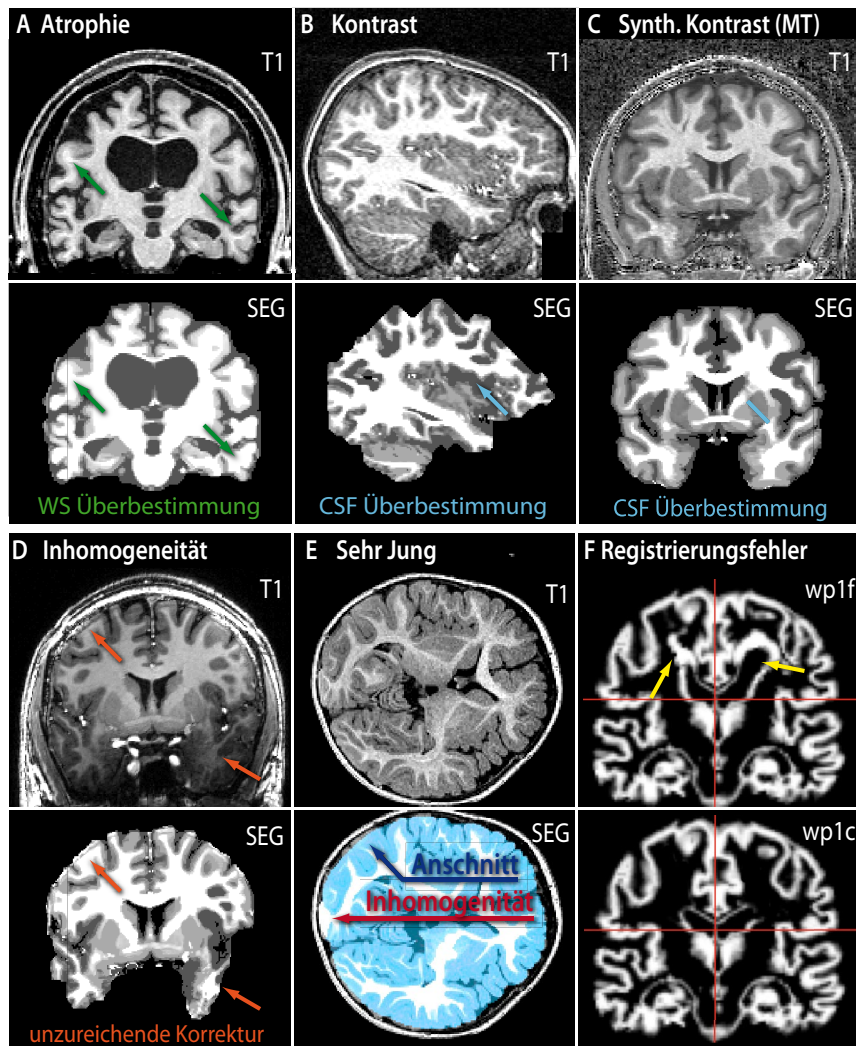 A Atrophie
T1
B Kontrast
T1
C Synth. Kontrast (MT)
T1
SEG
WS Überbestimmung
SEG
CSF Überbestimmung
SEG
CSF Überbestimmung
D Inhomogeneität
T1
E Sehr Jung
T1
F Registrierungsfehler
wp1f
SEG
unzureichende Korrektur
SEG
Anschnitt
Inhomogenität
wp1c